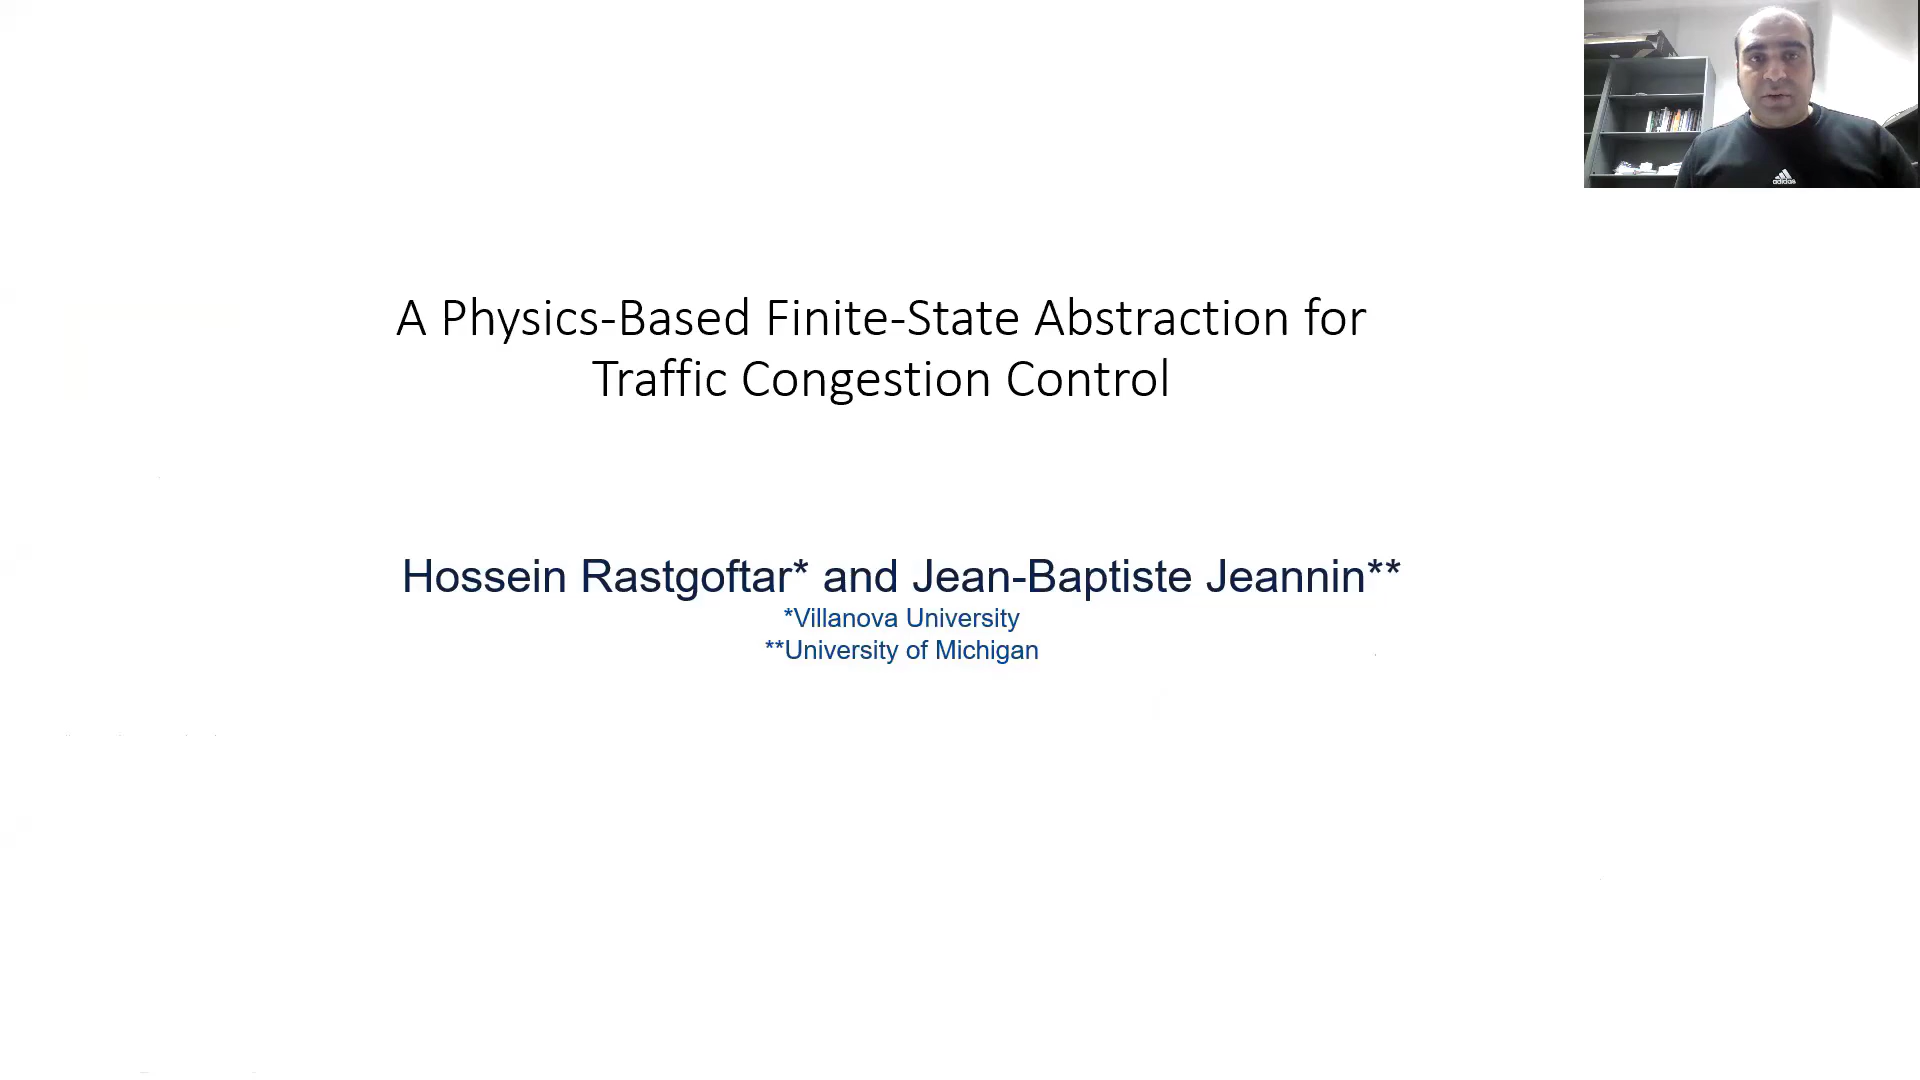 A Physics-Based Finite-State Abstraction for
Traffic Congestion Control
Hossein Rastgoftar* and Jean-Baptiste Jeannin**
*Villanova University
**University of Michigan
adidas